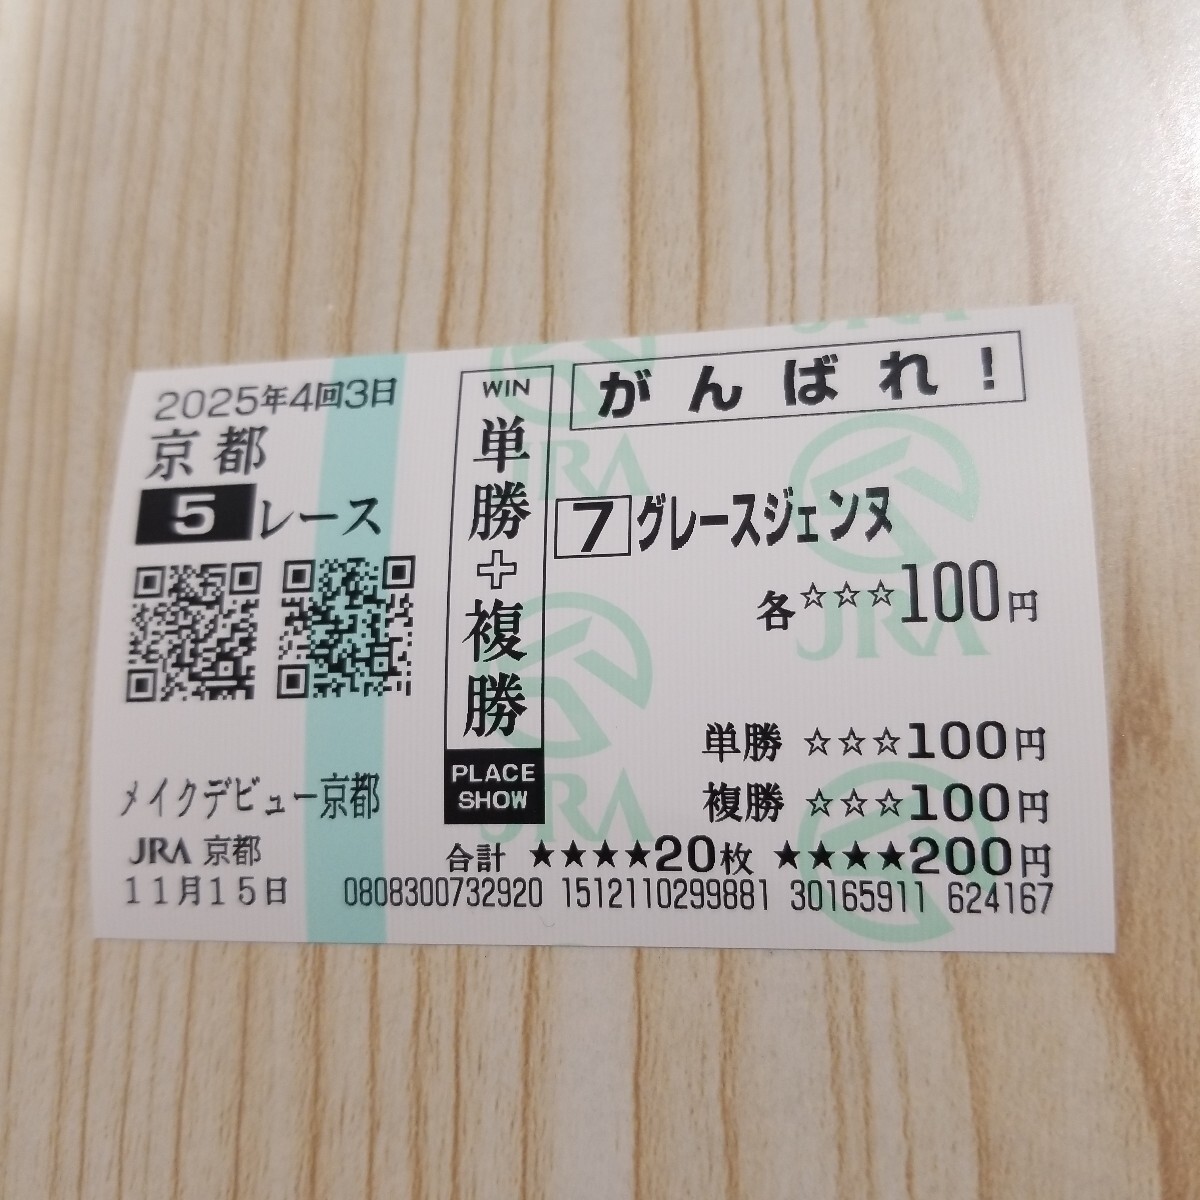 2025年4回3日
京都
5レース
メイクデビュー京都
JRA 京都
11月15日
WIN
単勝+複勝
PLACE
SHOW
がんばれ!
7 グレースジェンヌ
各☆☆☆100円
単勝 ☆☆☆100円
複勝 ☆☆☆100円
合計 ★★★★20枚 ★★★★200円
0808300732920 1512110299881 30165911 624167
JRA
JRA
JRA